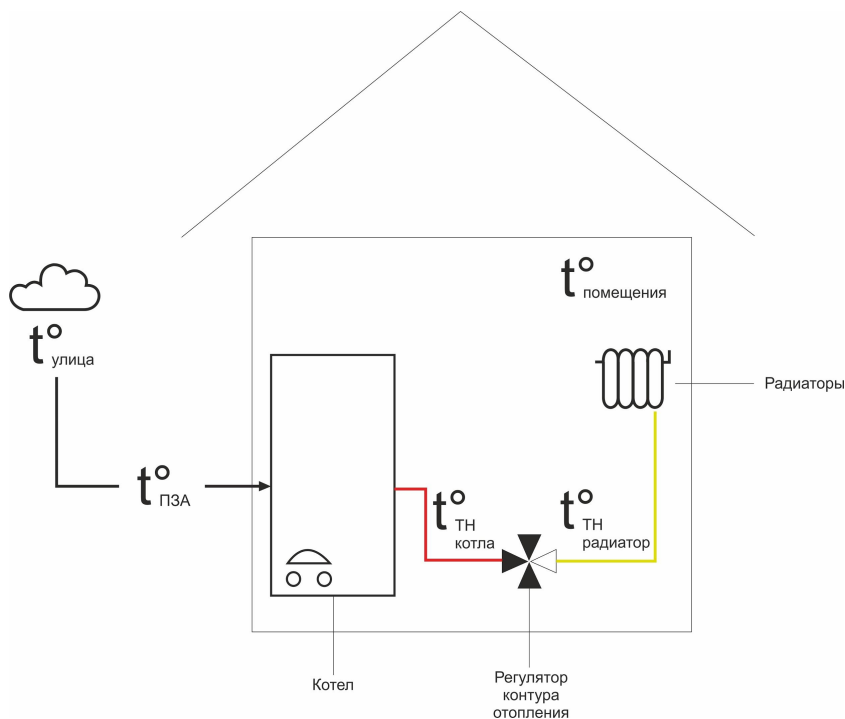 t° помещения
t° улица
Радиаторы
t° ПЗА
t° ТН
котла
t° ТН
радиатор
Котел
Регулятор
контура
отопления